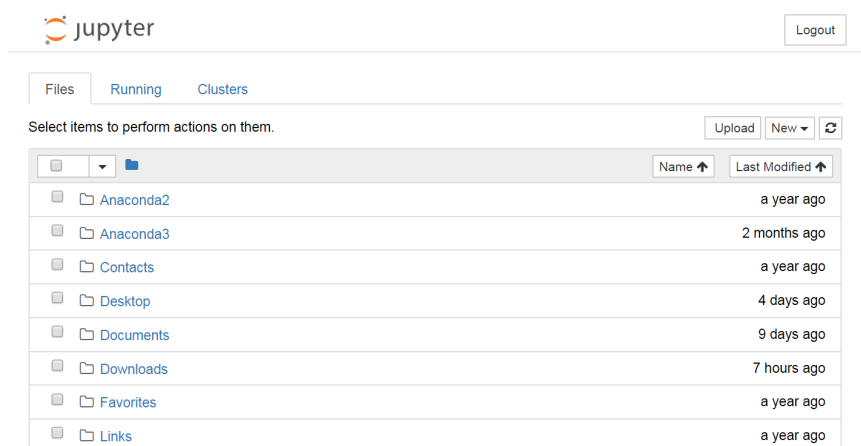 jupyter Logout
Files Running Clusters
Select items to perform actions on them. Upload New
Name Last Modified
Anaconda2 a year ago
Anaconda3 2 months ago
Contacts a year ago
Desktop 4 days ago
Documents 9 days ago
Downloads 7 hours ago
Favorites a year ago
Links a year ago